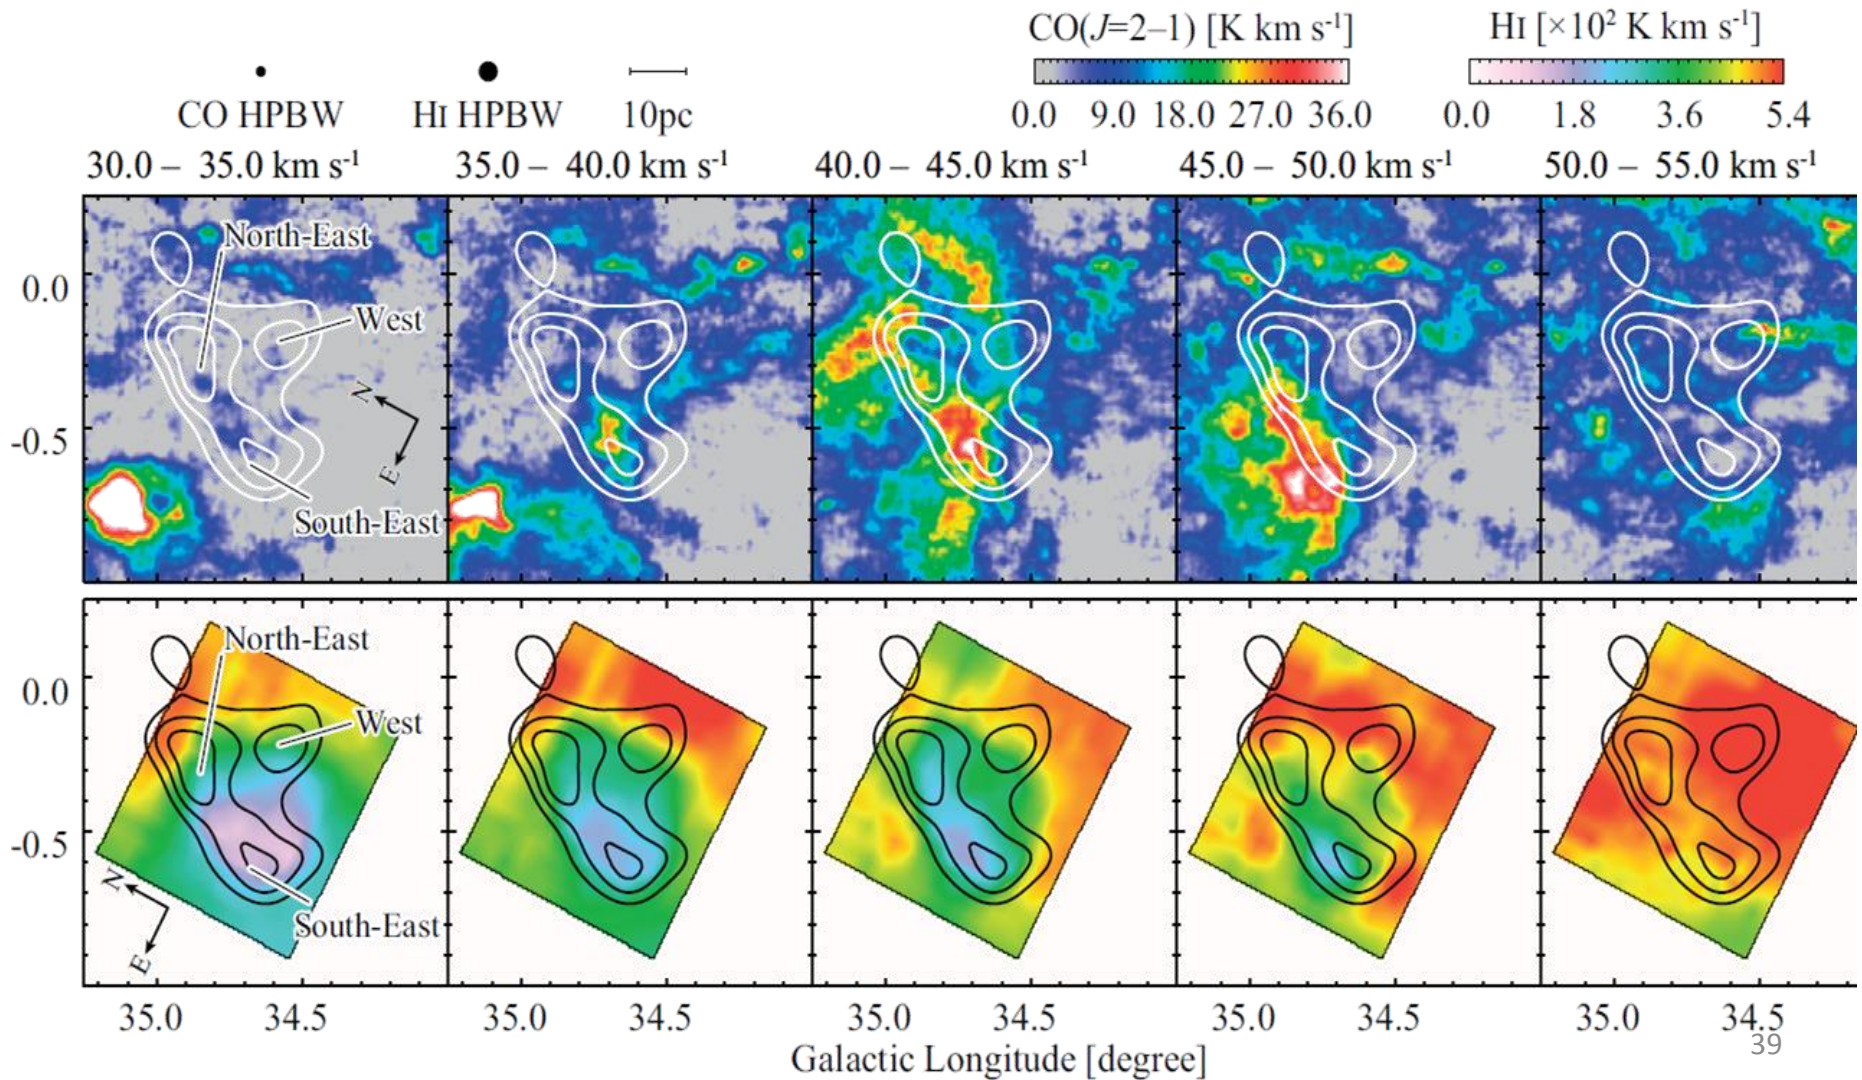 CO(J=2–1) [K km s⁻¹] HI [×10² K km s⁻¹]
CO HPBW HI HPBW 10pc
0.0 9.0 18.0 27.0 36.0 0.0 1.8 3.6 5.4
30.0 – 35.0 km s⁻¹ 35.0 – 40.0 km s⁻¹ 40.0 – 45.0 km s⁻¹ 45.0 – 50.0 km s⁻¹ 50.0 – 55.0 km s⁻¹
North-East
0.0
West
N
-0.5
E
South-East
North-East
0.0
West
-0.5
N
South-East
E
35.0 34.5 35.0 34.5 35.0 34.5 35.0 34.5 35.0 34.5
Galactic Longitude [degree]
39